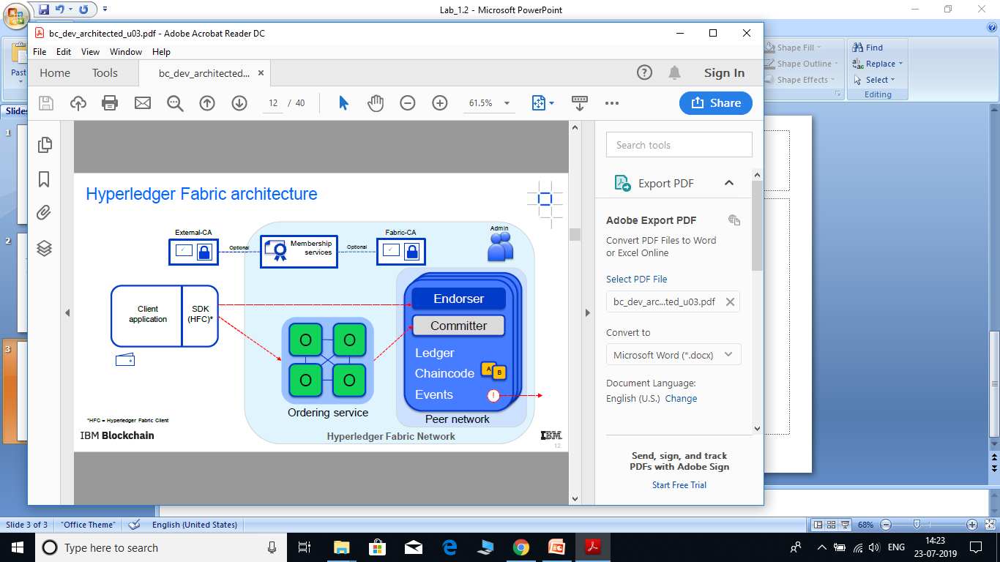 Lab_1.2 - Microsoft PowerPoint
bc_dev_architected_u03.pdf - Adobe Acrobat Reader DC
File Edit View Window Help
Home Tools bc_dev_architected... × Sign In
12 / 40 61.5% Share
Past
Shape Fill
Shape Outline
Shape Effects
Find
Replace
Select
Editing
Slides
1
2
3
Hyperledger Fabric architecture
External-CA
Optional
Membership
services
Optional
Fabric-CA
Admin
Client
application
SDK
(HFC)*
O O
O O
Ordering service
Endorser
Committer
Ledger
Chaincode A B
Events !
Peer network
*HFC = Hyperledger Fabric Client
IBM Blockchain
Hyperledger Fabric Network
IBM
12
Search tools
Export PDF
Adobe Export PDF
Convert PDF Files to Word
or Excel Online
Select PDF File
bc_dev_arc...ted_u03.pdf
Convert to
Microsoft Word (*.docx)
Document Language:
English (U.S.) Change
Send, sign, and track
PDFs with Adobe Sign
Start Free Trial
Slide 3 of 3 "Office Theme" English (United States) 68%
Type here to search
ENG
14:23
23-07-2019